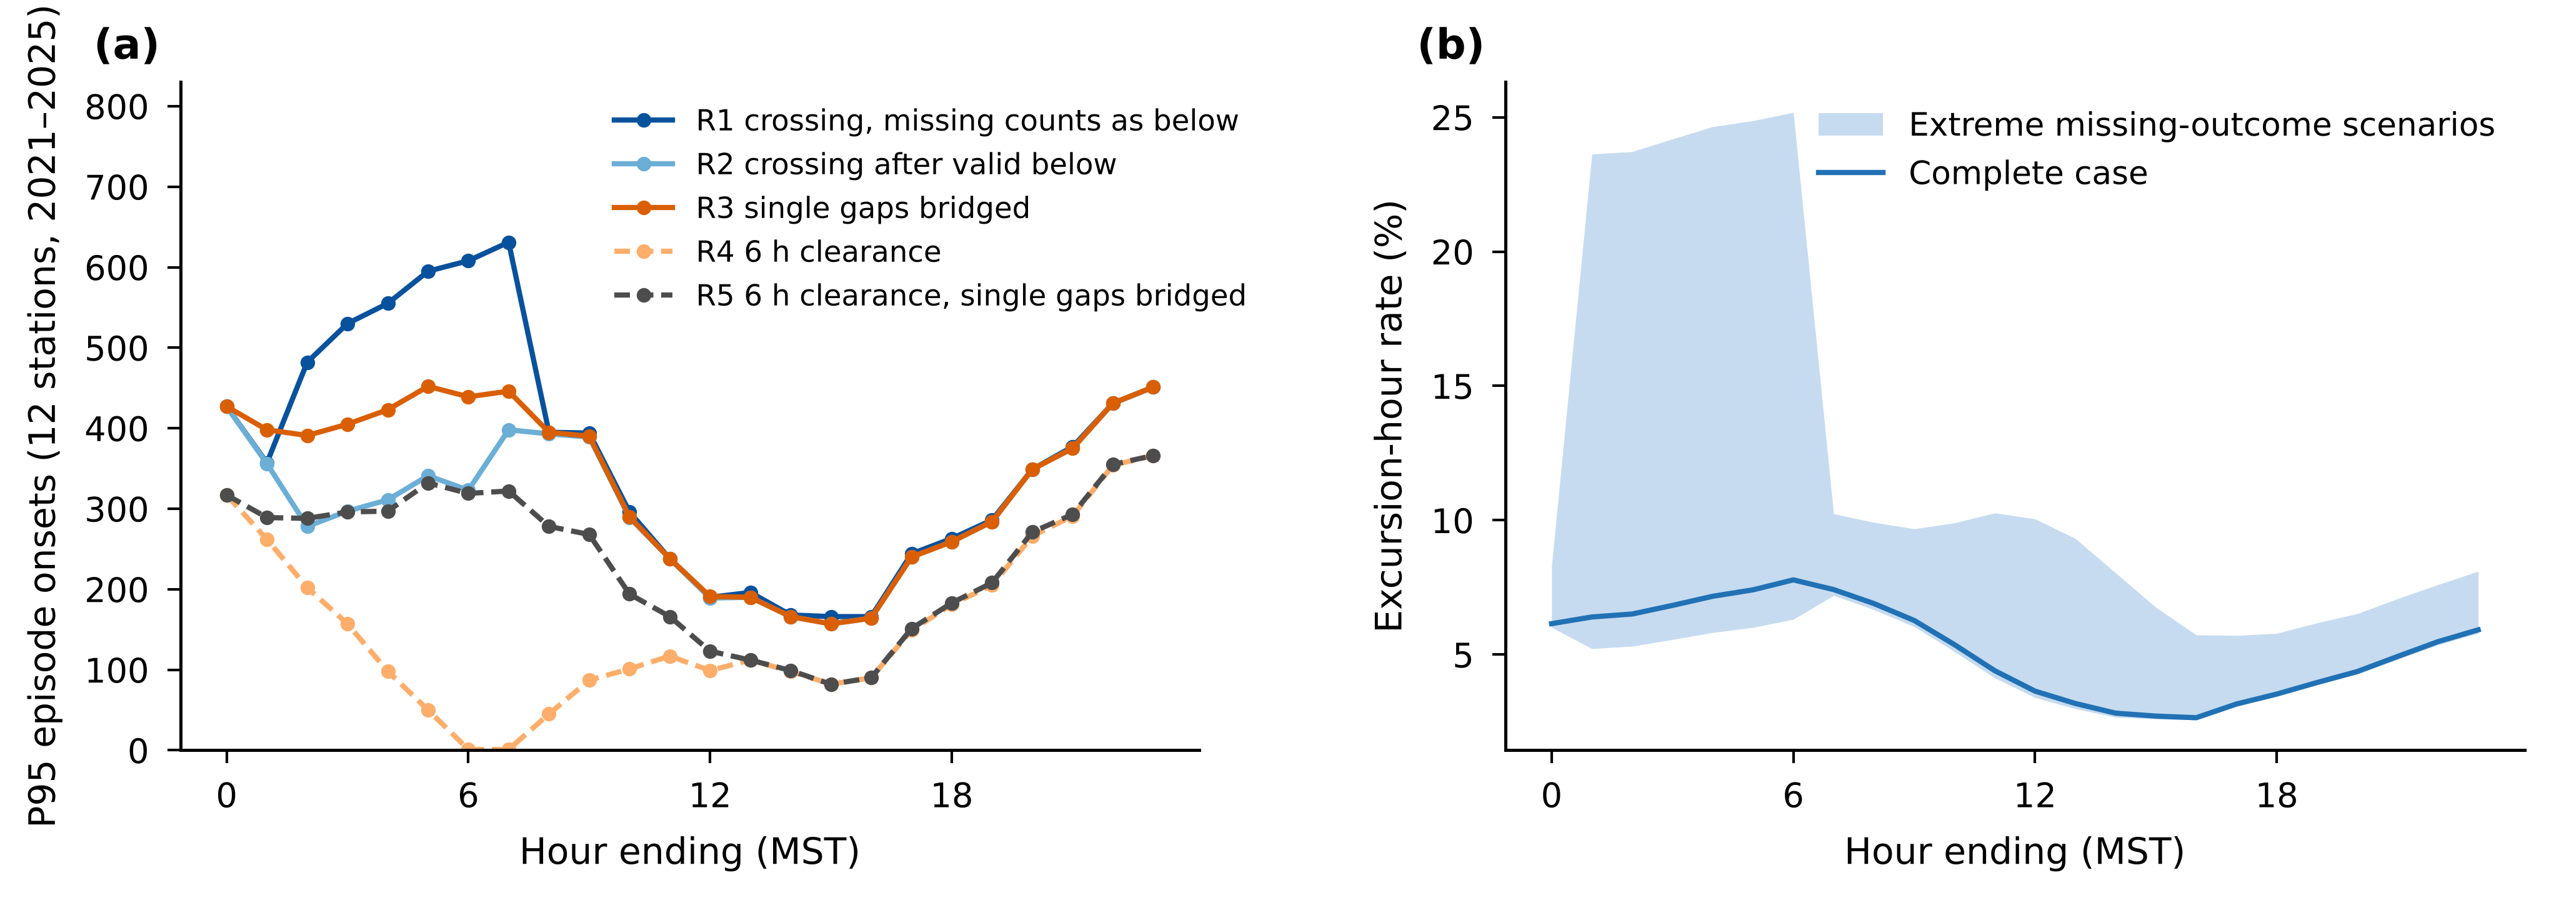 (a)
P95 episode onsets (12 stations, 2021–2025)
800
700
600
500
400
300
200
100
0
R1 crossing, missing counts as below
R2 crossing after valid below
R3 single gaps bridged
R4 6 h clearance
R5 6 h clearance, single gaps bridged
0 6 12 18
Hour ending (MST)
(b)
Excursion-hour rate (%)
25
20
15
10
5
Extreme missing-outcome scenarios
Complete case
0 6 12 18
Hour ending (MST)